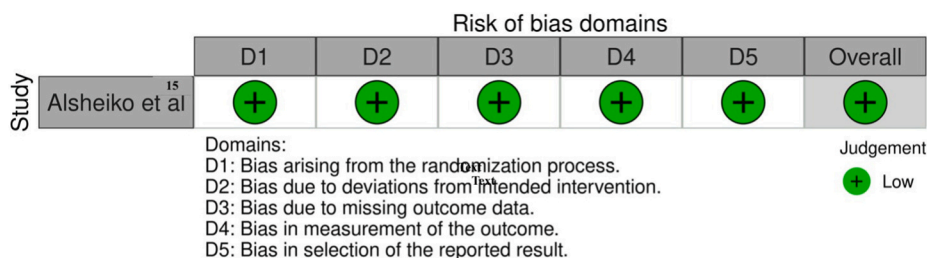 Risk of bias domains
D1 D2 D3 D4 D5 Overall
Study
Alsheiko et al 15
+ + + + + +
Domains:
D1: Bias arising from the randomization process.
Text
D2: Bias due to deviations from intended intervention.
D3: Bias due to missing outcome data.
D4: Bias in measurement of the outcome.
D5: Bias in selection of the reported result.
Judgement
+ Low